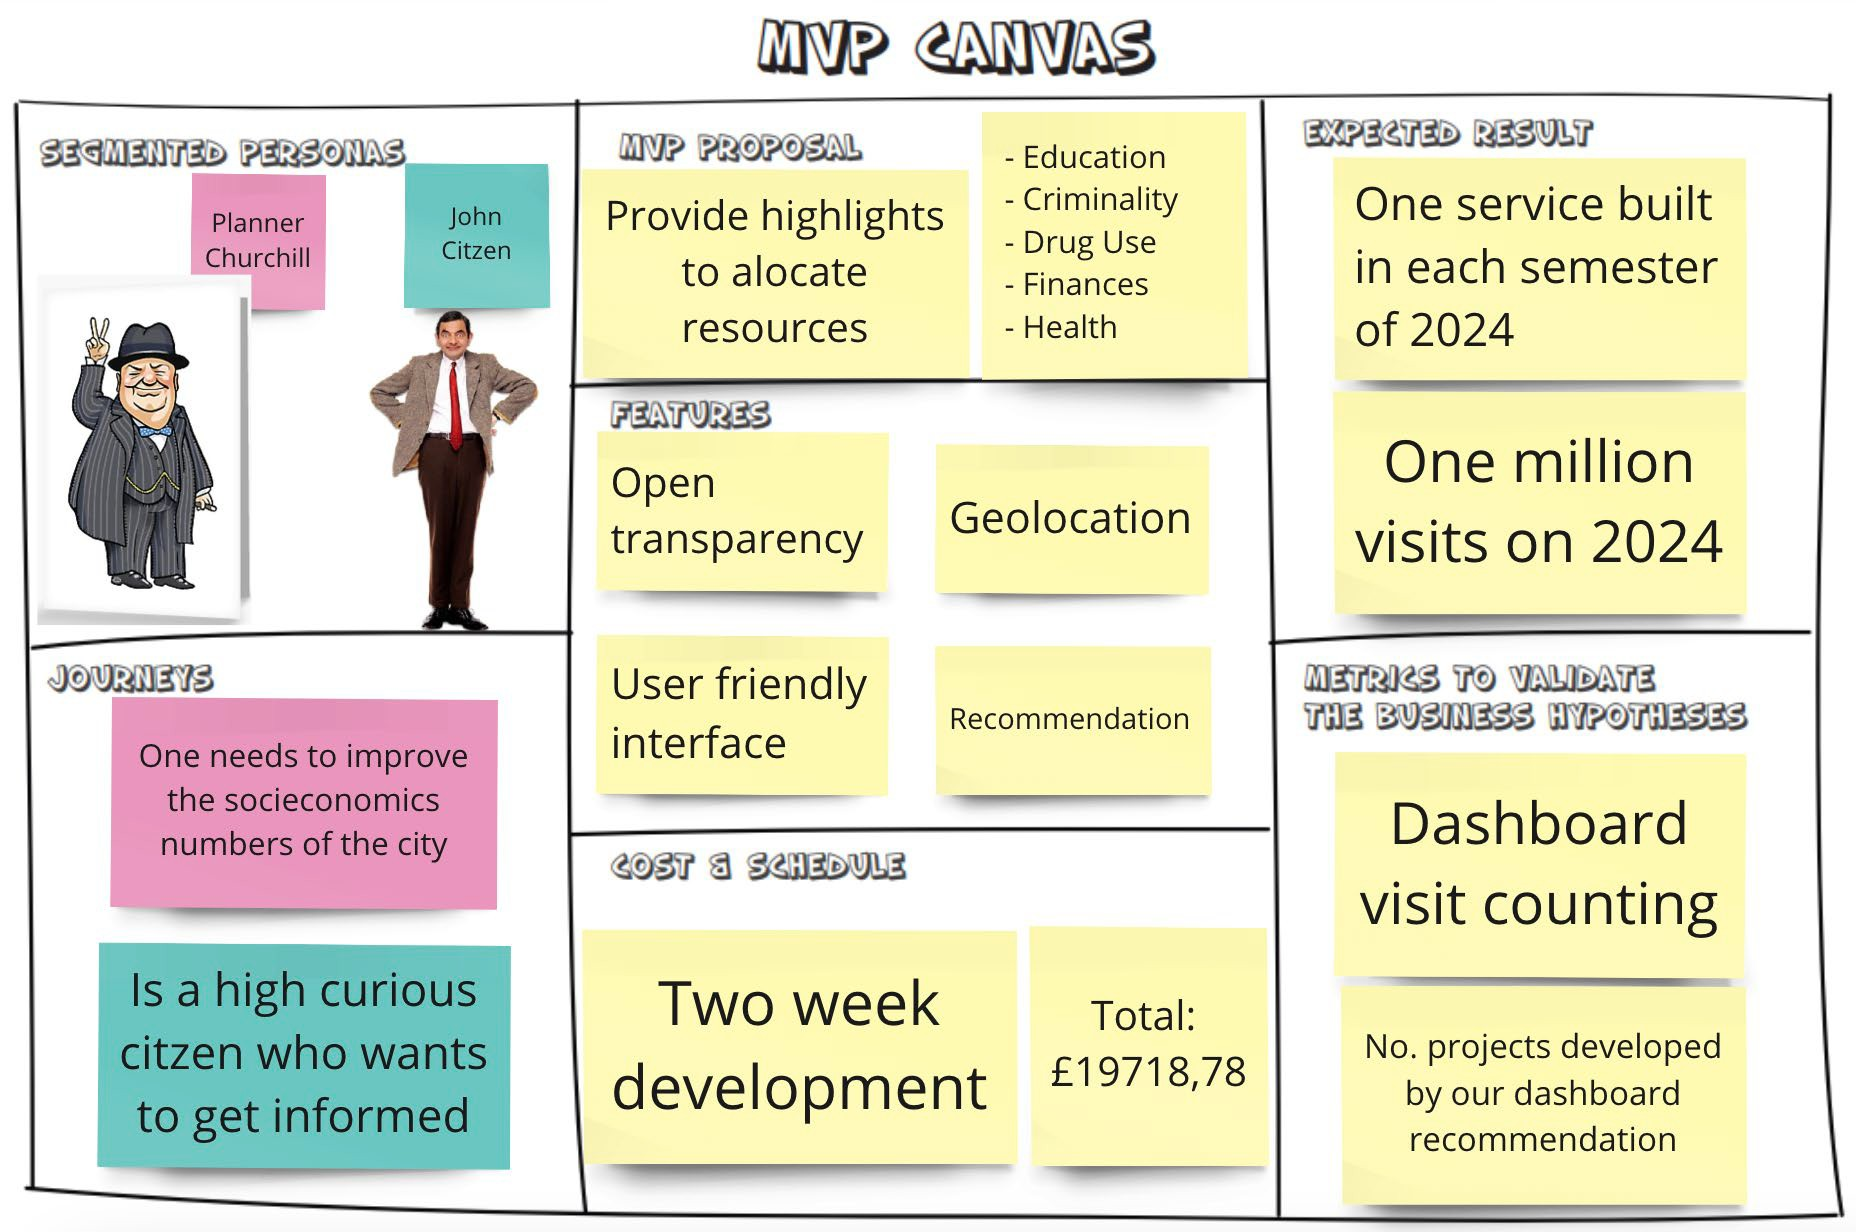 MVP CANVAS
SEGMENTED PERSONAS
Planner
Churchill
John
Citzen
JOURNEYS
One needs to improve
the socieconomics
numbers of the city
Is a high curious
citzen who wants
to get informed
MVP PROPOSAL
Provide highlights
to alocate
resources
- Education
- Criminality
- Drug Use
- Finances
- Health
FEATURES
Open
transparency
Geolocation
User friendly
interface
Recommendation
COST & SCHEDULE
Two week
development
Total:
£19718,78
EXPECTED RESULT
One service built
in each semester
of 2024
One million
visits on 2024
METRICS TO VALIDATE
THE BUSINESS HYPOTHESES
Dashboard
visit counting
No. projects developed
by our dashboard
recommendation